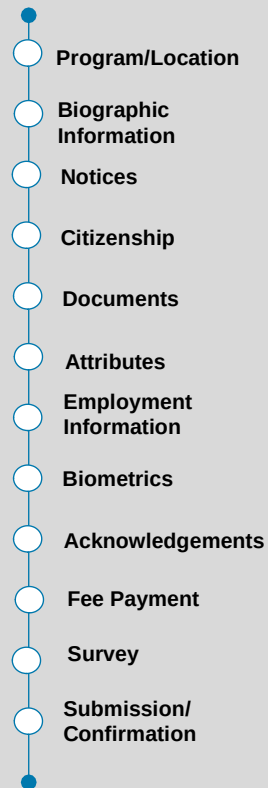 Program/Location
Biographic
Information
Notices
Citizenship
Documents
Attributes
Employment
Information
Biometrics
Acknowledgements
Fee Payment
Survey
Submission/
Confirmation